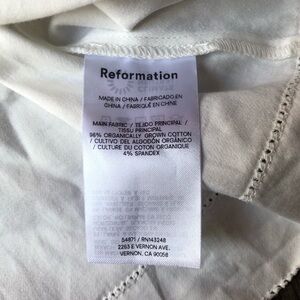 Reformation
MADE IN CHINA / FABRICADO EN
CHINA / FABRIQUÉ EN CHINE
MAIN FABRIC / TEJIDO PRINCIPAL /
TISSU PRINCIPAL
96% ORGANICALLY GROWN COTTON
/ CULTIVO DEL ALGODÓN ORGÁNICO
/ CULTURE DU COTON ORGANIQUE
4% SPANDEX
54871 / RN143248
2263 E VERNON AVE.
VERNON, CA 90058